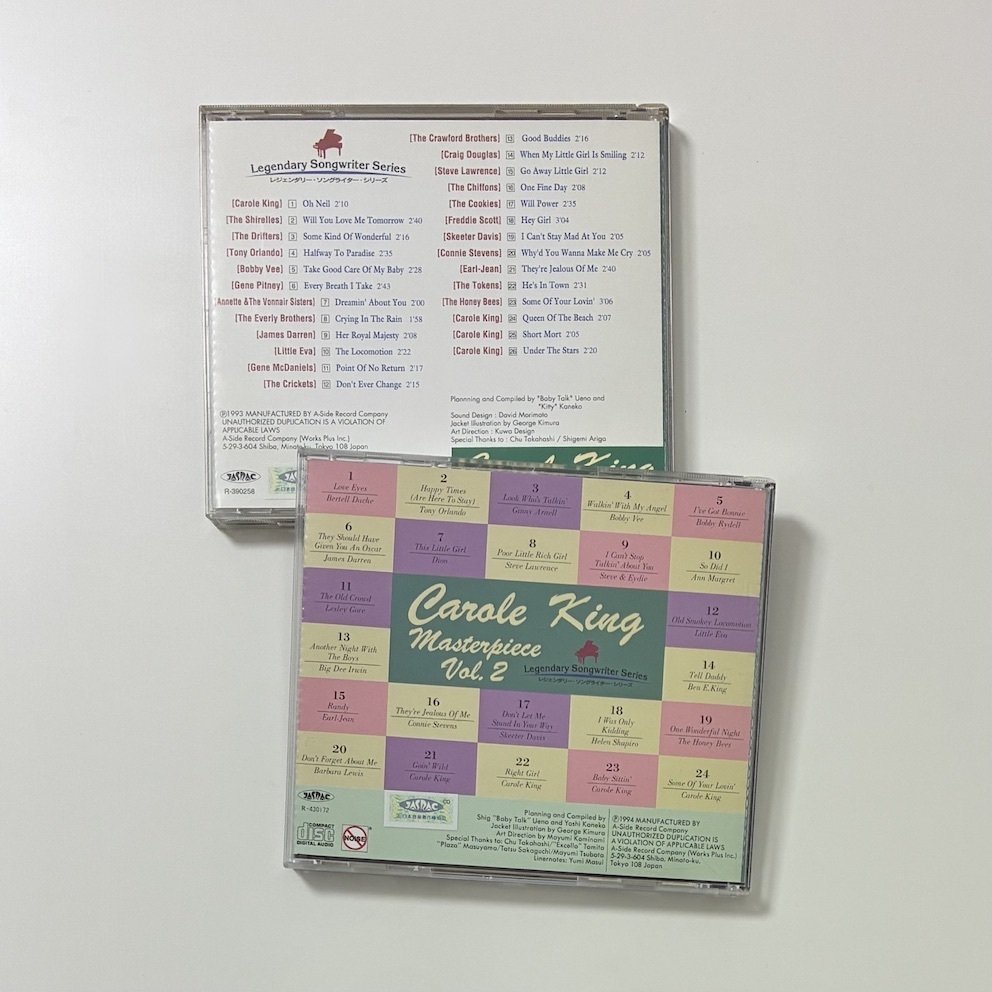 Legendary Songwriter Series
レジェンダリー・ソングライター・シリーズ
[Carole King] 1 Oh Neil 2'10
[The Shirelles] 2 Will You Love Me Tomorrow 2'40
[The Drifters] 3 Some Kind Of Wonderful 2'16
[Tony Orlando] 4 Halfway To Paradise 2'35
[Bobby Vee] 5 Take Good Care Of My Baby 2'28
[Gene Pitney] 6 Every Breath I Take 2'43
[Annette &The Vonnair Sisters] 7 Dreamin' About You 2'00
[The Everly Brothers] 8 Crying In The Rain 1'58
[James Darren] 9 Her Royal Majesty 2'08
[Little Eva] 10 The Locomotion 2'22
[Gene McDaniels] 11 Point Of No Return 2'17
[The Crickets] 12 Don't Ever Change 2'15
[The Crawford Brothers] 13 Good Buddies 2'16
[Craig Douglas] 14 When My Little Girl Is Smiling 2'12
[Steve Lawrence] 15 Go Away Little Girl 2'12
[The Chiffons] 16 One Fine Day 2'08
[The Cookies] 17 Will Power 2'35
[Freddie Scott] 18 Hey Girl 3'04
[Skeeter Davis] 19 I Can't Stay Mad At You 2'05
[Connie Stevens] 20 Why'd You Wanna Make Me Cry 2'05
[Earl-Jean] 21 They're Jealous Of Me 2'40
[The Tokens] 22 He's In Town 2'31
[The Honey Bees] 23 Some Of Your Lovin' 3'06
[Carole King] 24 Queen Of The Beach 2'07
[Carole King] 25 Short Mort 2'05
[Carole King] 26 Under The Stars 2'20
℗1993 MANUFACTURED BY A-Side Record Company
UNAUTHORIZED DUPLICATION IS A VIOLATION OF
APPLICABLE LAWS
A-Side Record Company (Works Plus Inc.)
5-29-3-604 Shiba, Minato-ku, Tokyo 108 Japan
JASRAC
R-390258
Plannning and Compiled by "Baby Talk" Ueno and
"Kitty" Kaneko
Sound Design : David Morimoto
Jacket Illustration by George Kimura
Art Direction : Kuwa Design
Special Thanks to : Chu Takahashi / Shigemi Ariga
Carole King
1
Love Eyes
Bertell Dache
2
Happy Times
(Are Here To Stay)
Tony Orlando
3
Look Who's Talkin'
Ginny Arnell
4
Walkin' With My Angel
Bobby Vee
5
I've Got Bonnie
Bobby Rydell
6
They Should Have
Given You An Oscar
James Darren
7
This Little Girl
Dion
8
Poor Little Rich Girl
Steve Lawrence
9
I Can't Stop
Talkin' About You
Steve & Eydie
10
So Did I
Ann Margret
11
The Old Crowd
Lesley Gore
Carole King
Masterpiece
Vol. 2
Legendary Songwriter Series
レジェンダリー・ソングライター・シリーズ
12
Old Smokey Locomotion
Little Eva
13
Another Night With
The Boys
Big Dee Irwin
14
Tell Daddy
Ben E.King
15
Randy
Earl-Jean
16
They're Jealous Of Me
Connie Stevens
17
Don't Let Me
Stand In Your Way
Skeeter Davis
18
I Was Only
Kidding
Helen Shapiro
19
One Wonderful Night
The Honey Bees
20
Don't Forget About Me
Barbara Lewis
21
Goin' Wild
Carole King
22
Right Girl
Carole King
23
Baby Sittin'
Carole King
24
Some Of Your Lovin'
Carole King
JASRAC
R-430172
JASRAC
COMPACT
disc
DIGITAL AUDIO
NOISE
Planning and Compiled by
Shig "Baby Talk" Ueno and Yoshi Kaneko
Jacket Illustration by George Kimura
Art Direction by Mayumi Kominami
Special Thanks to: Chu Takahashi/"Excello" Tomita
"Plaza" Masuyama/Tatsu Sakaguchi/Mayumi Tsubota
Linernotes: Yumi Masui
℗1994 MANUFACTURED BY
A-Side Record Company
UNAUTHORIZED DUPLICATION IS
A VIOLATION OF APPLICABLE LAWS.
A-Side Record Company (Works Plus Inc.)
5-29-3-604 Shiba, Minato-ku,
Tokyo 108 Japan